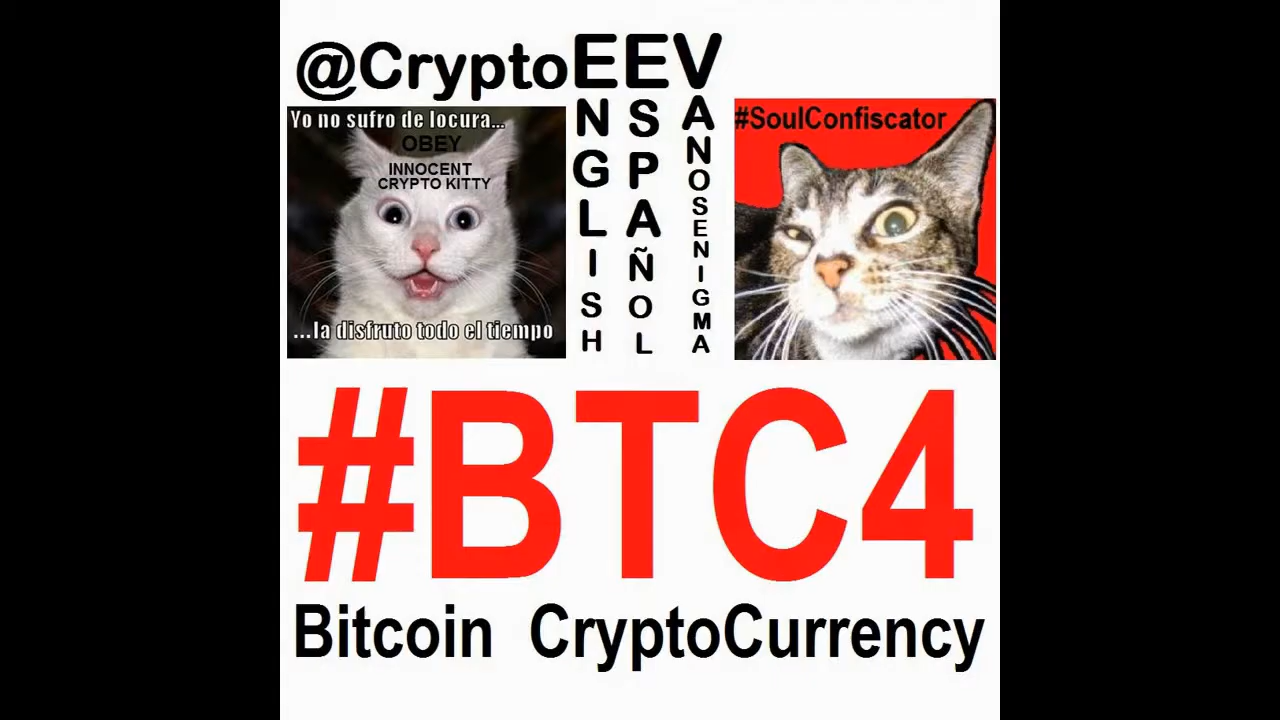 @CryptoEEV
ENGLISH
ESPAÑOL
VANOSENIGMA
Yo no sufro de locura...
OBEY
INNOCENT
CRYPTO KITTY
...la disfruto todo el tiempo
#SoulConfiscator
#BTC4
Bitcoin CryptoCurrency